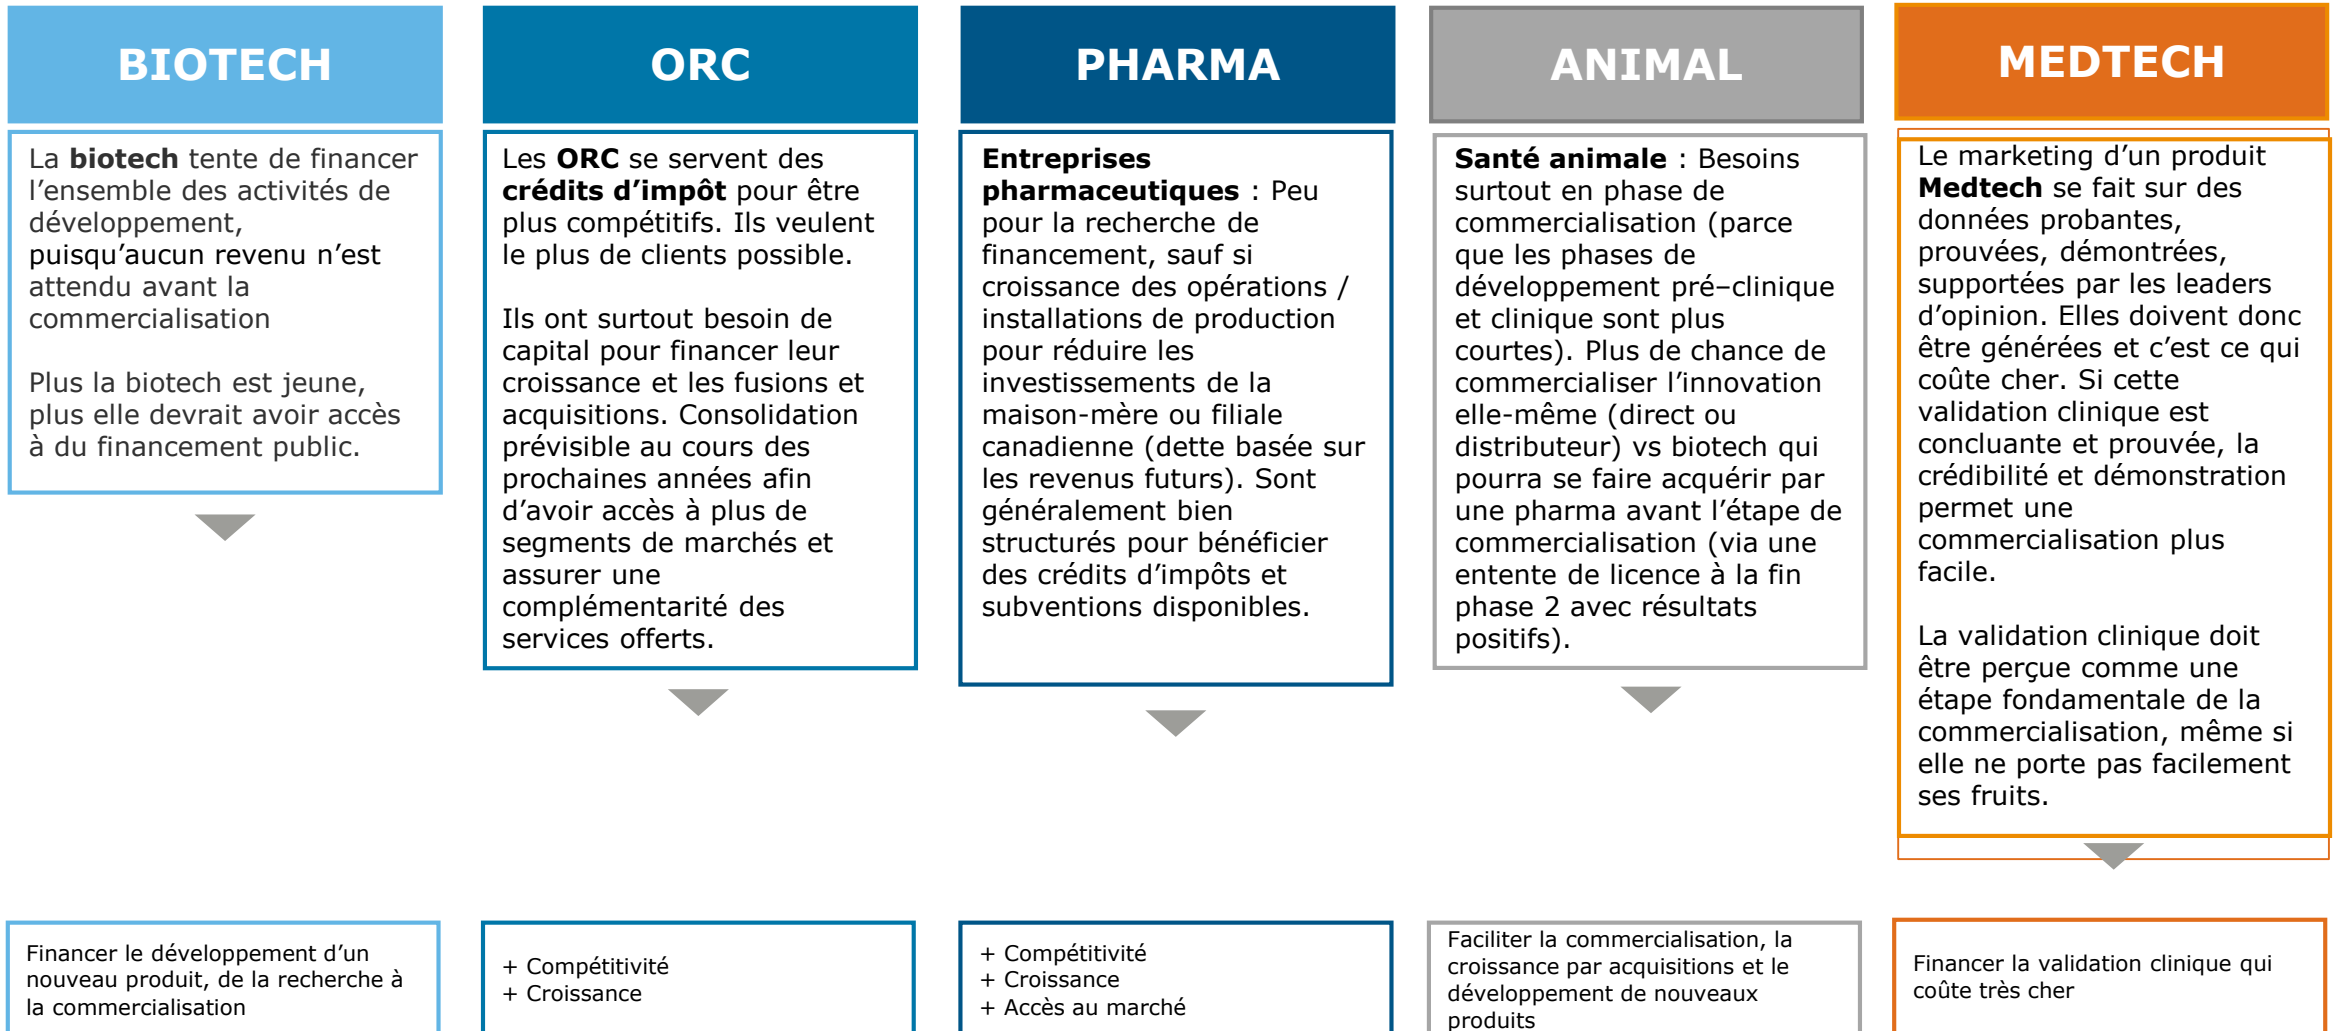 BIOTECH
La biotech tente de financer
l’ensemble des activités de
développement,
puisqu’aucun revenu n’est
attendu avant la
commercialisation
Plus la biotech est jeune,
plus elle devrait avoir accès
à du financement public.
Financer le développement d’un
nouveau produit, de la recherche à
la commercialisation
ORC
Les ORC se servent des
crédits d’impôt pour être
plus compétitifs. Ils veulent
le plus de clients possible.
Ils ont surtout besoin de
capital pour financer leur
croissance et les fusions et
acquisitions. Consolidation
prévisible au cours des
prochaines années afin
d’avoir accès à plus de
segments de marchés et
assurer une
complémentarité des
services offerts.
+ Compétitivité
+ Croissance
PHARMA
Entreprises
pharmaceutiques : Peu
pour la recherche de
financement, sauf si
croissance des opérations /
installations de production
pour réduire les
investissements de la
maison-mère ou filiale
canadienne (dette basée sur
les revenus futurs). Sont
généralement bien
structurés pour bénéficier
des crédits d’impôts et
subventions disponibles.
+ Compétitivité
+ Croissance
+ Accès au marché
ANIMAL
Santé animale : Besoins
surtout en phase de
commercialisation (parce
que les phases de
développement pré–clinique
et clinique sont plus
courtes). Plus de chance de
commercialiser l’innovation
elle-même (direct ou
distributeur) vs biotech qui
pourra se faire acquérir par
une pharma avant l’étape de
commercialisation (via une
entente de licence à la fin
phase 2 avec résultats
positifs).
Faciliter la commercialisation, la
croissance par acquisitions et le
développement de nouveaux
produits
MEDTECH
Le marketing d’un produit
Medtech se fait sur des
données probantes,
prouvées, démontrées,
supportées par les leaders
d’opinion. Elles doivent donc
être générées et c’est ce qui
coûte cher. Si cette
validation clinique est
concluante et prouvée, la
crédibilité et démonstration
permet une
commercialisation plus
facile.
La validation clinique doit
être perçue comme une
étape fondamentale de la
commercialisation, même si
elle ne porte pas facilement
ses fruits.
Financer la validation clinique qui
coûte très cher